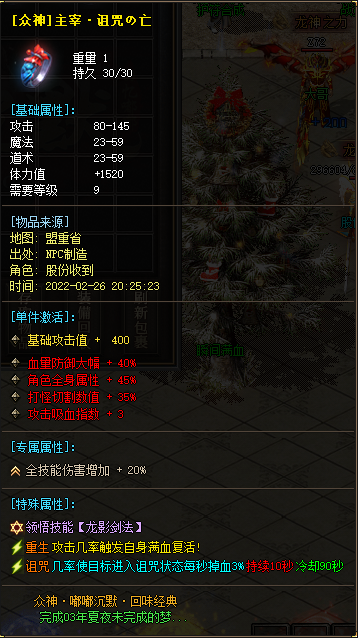 [众神]主宰·诅咒の亡
重量 1
持久 30/30
[基础属性]:
攻击 80-145
魔法 23-59
道术 23-59
体力值 +1520
需要等级 9
[物品来源]
地图: 盟重省
出处: NPC制造
角色: 股份收到
时间: 2022-02-26 20:25:23
[单件激活]:
基础攻击值 + 400
血量防御大幅 + 40%
角色全身属性 + 45%
打怪切割数值 + 35%
攻击吸血指数 + 3
[专属属性]:
全技能伤害增加 + 20%
[特殊属性]:
领悟技能【龙影剑法】
重生 攻击几率触发自身满血复活!
诅咒 几率使目标进入诅咒状态每秒掉血3% 持续10秒 冷却90秒
众神·嘟嘟沉默·回味经典
完成03年夏夜未完成的梦...
龙神之力